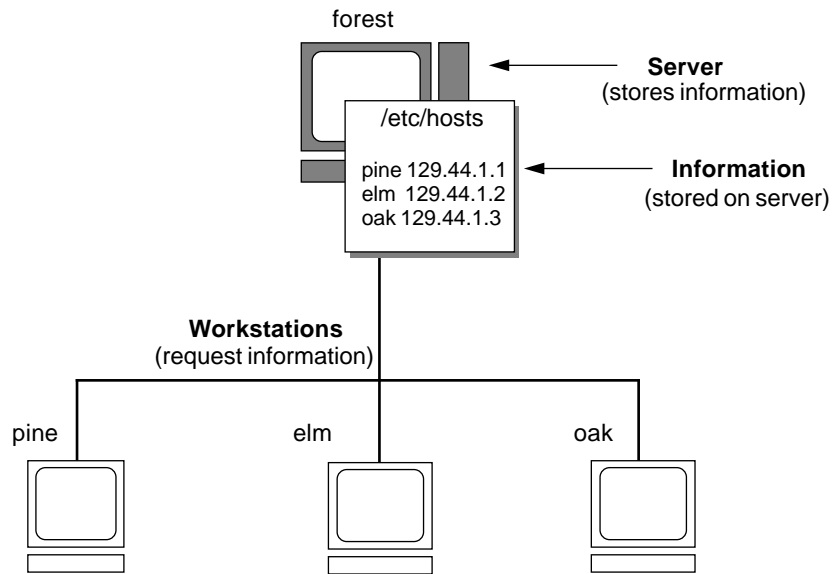 forest
Server
(stores information)
/etc/hosts
pine 129.44.1.1
elm 129.44.1.2
oak 129.44.1.3
Information
(stored on server)
Workstations
(request information)
pine
elm
oak